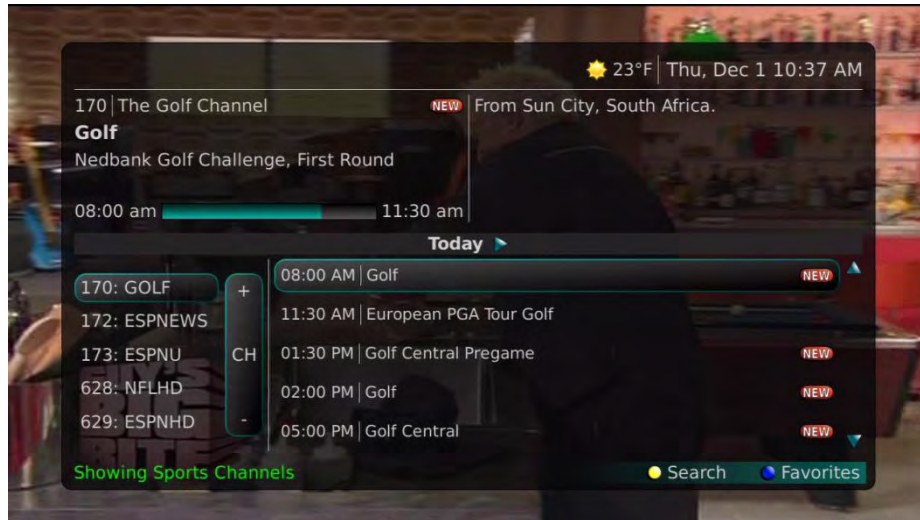 23°F Thu, Dec 1 10:37 AM
170 The Golf Channel NEW
From Sun City, South Africa.
Golf
Nedbank Golf Challenge, First Round
08:00 am 11:30 am
Today
170: GOLF
172: ESPNEWS
173: ESPNU
628: NFLHD
629: ESPNHD
+
CH
-
08:00 AM Golf NEW
11:30 AM European PGA Tour Golf
01:30 PM Golf Central Pregame NEW
02:00 PM Golf NEW
05:00 PM Golf Central NEW
GUY'S
BIG
BITE
Showing Sports Channels
Search Favorites